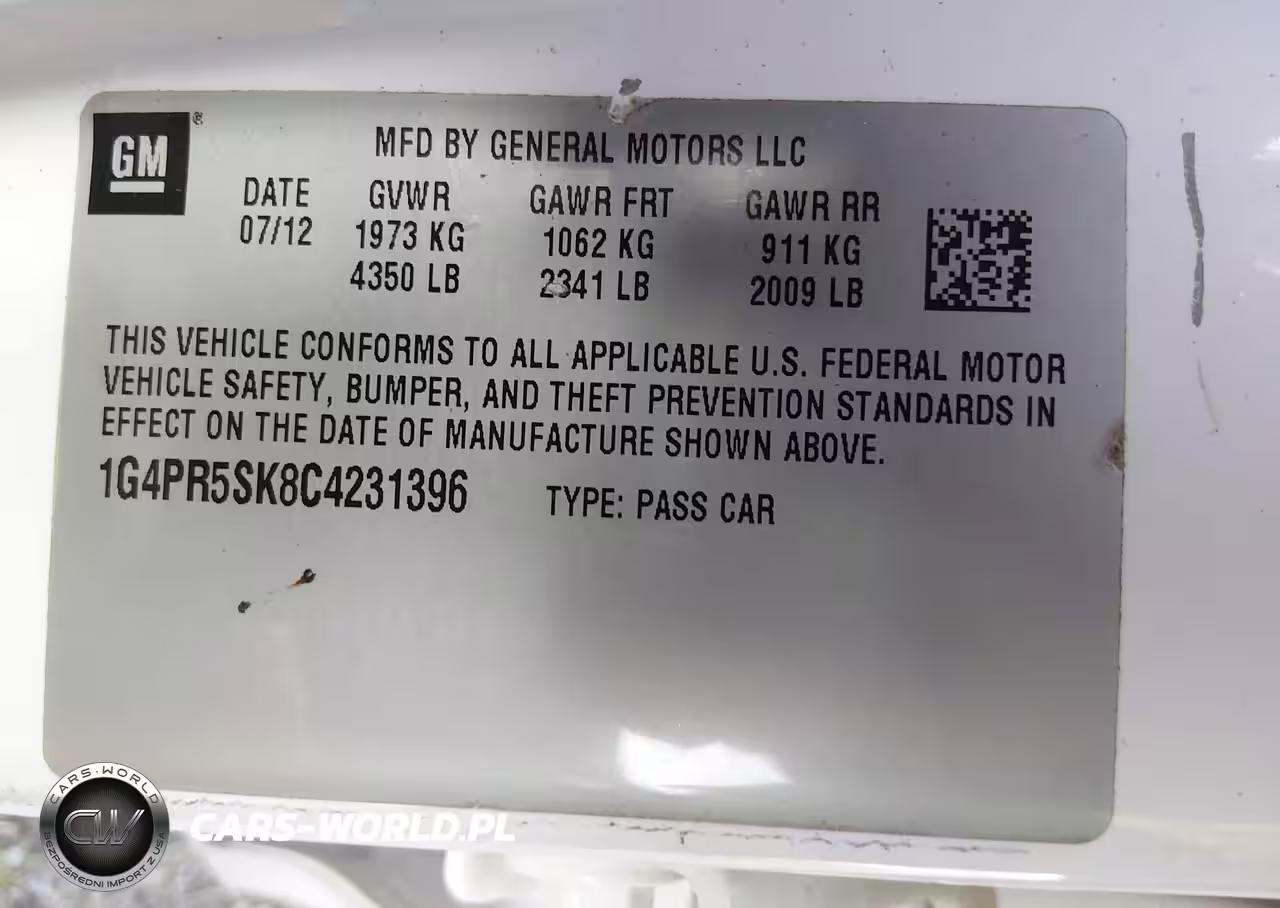 GM
MFD BY GENERAL MOTORS LLC
DATE GVWR GAWR FRT GAWR RR
07/12 1973 KG 1062 KG 911 KG
4350 LB 2341 LB 2009 LB
THIS VEHICLE CONFORMS TO ALL APPLICABLE U.S. FEDERAL MOTOR
VEHICLE SAFETY, BUMPER, AND THEFT PREVENTION STANDARDS IN
EFFECT ON THE DATE OF MANUFACTURE SHOWN ABOVE.
1G4PR5SK8C4231396 TYPE: PASS CAR
CARS-WORLD
CW
BEZPOŚREDNI IMPORT Z USA
CARS-WORLD.PL